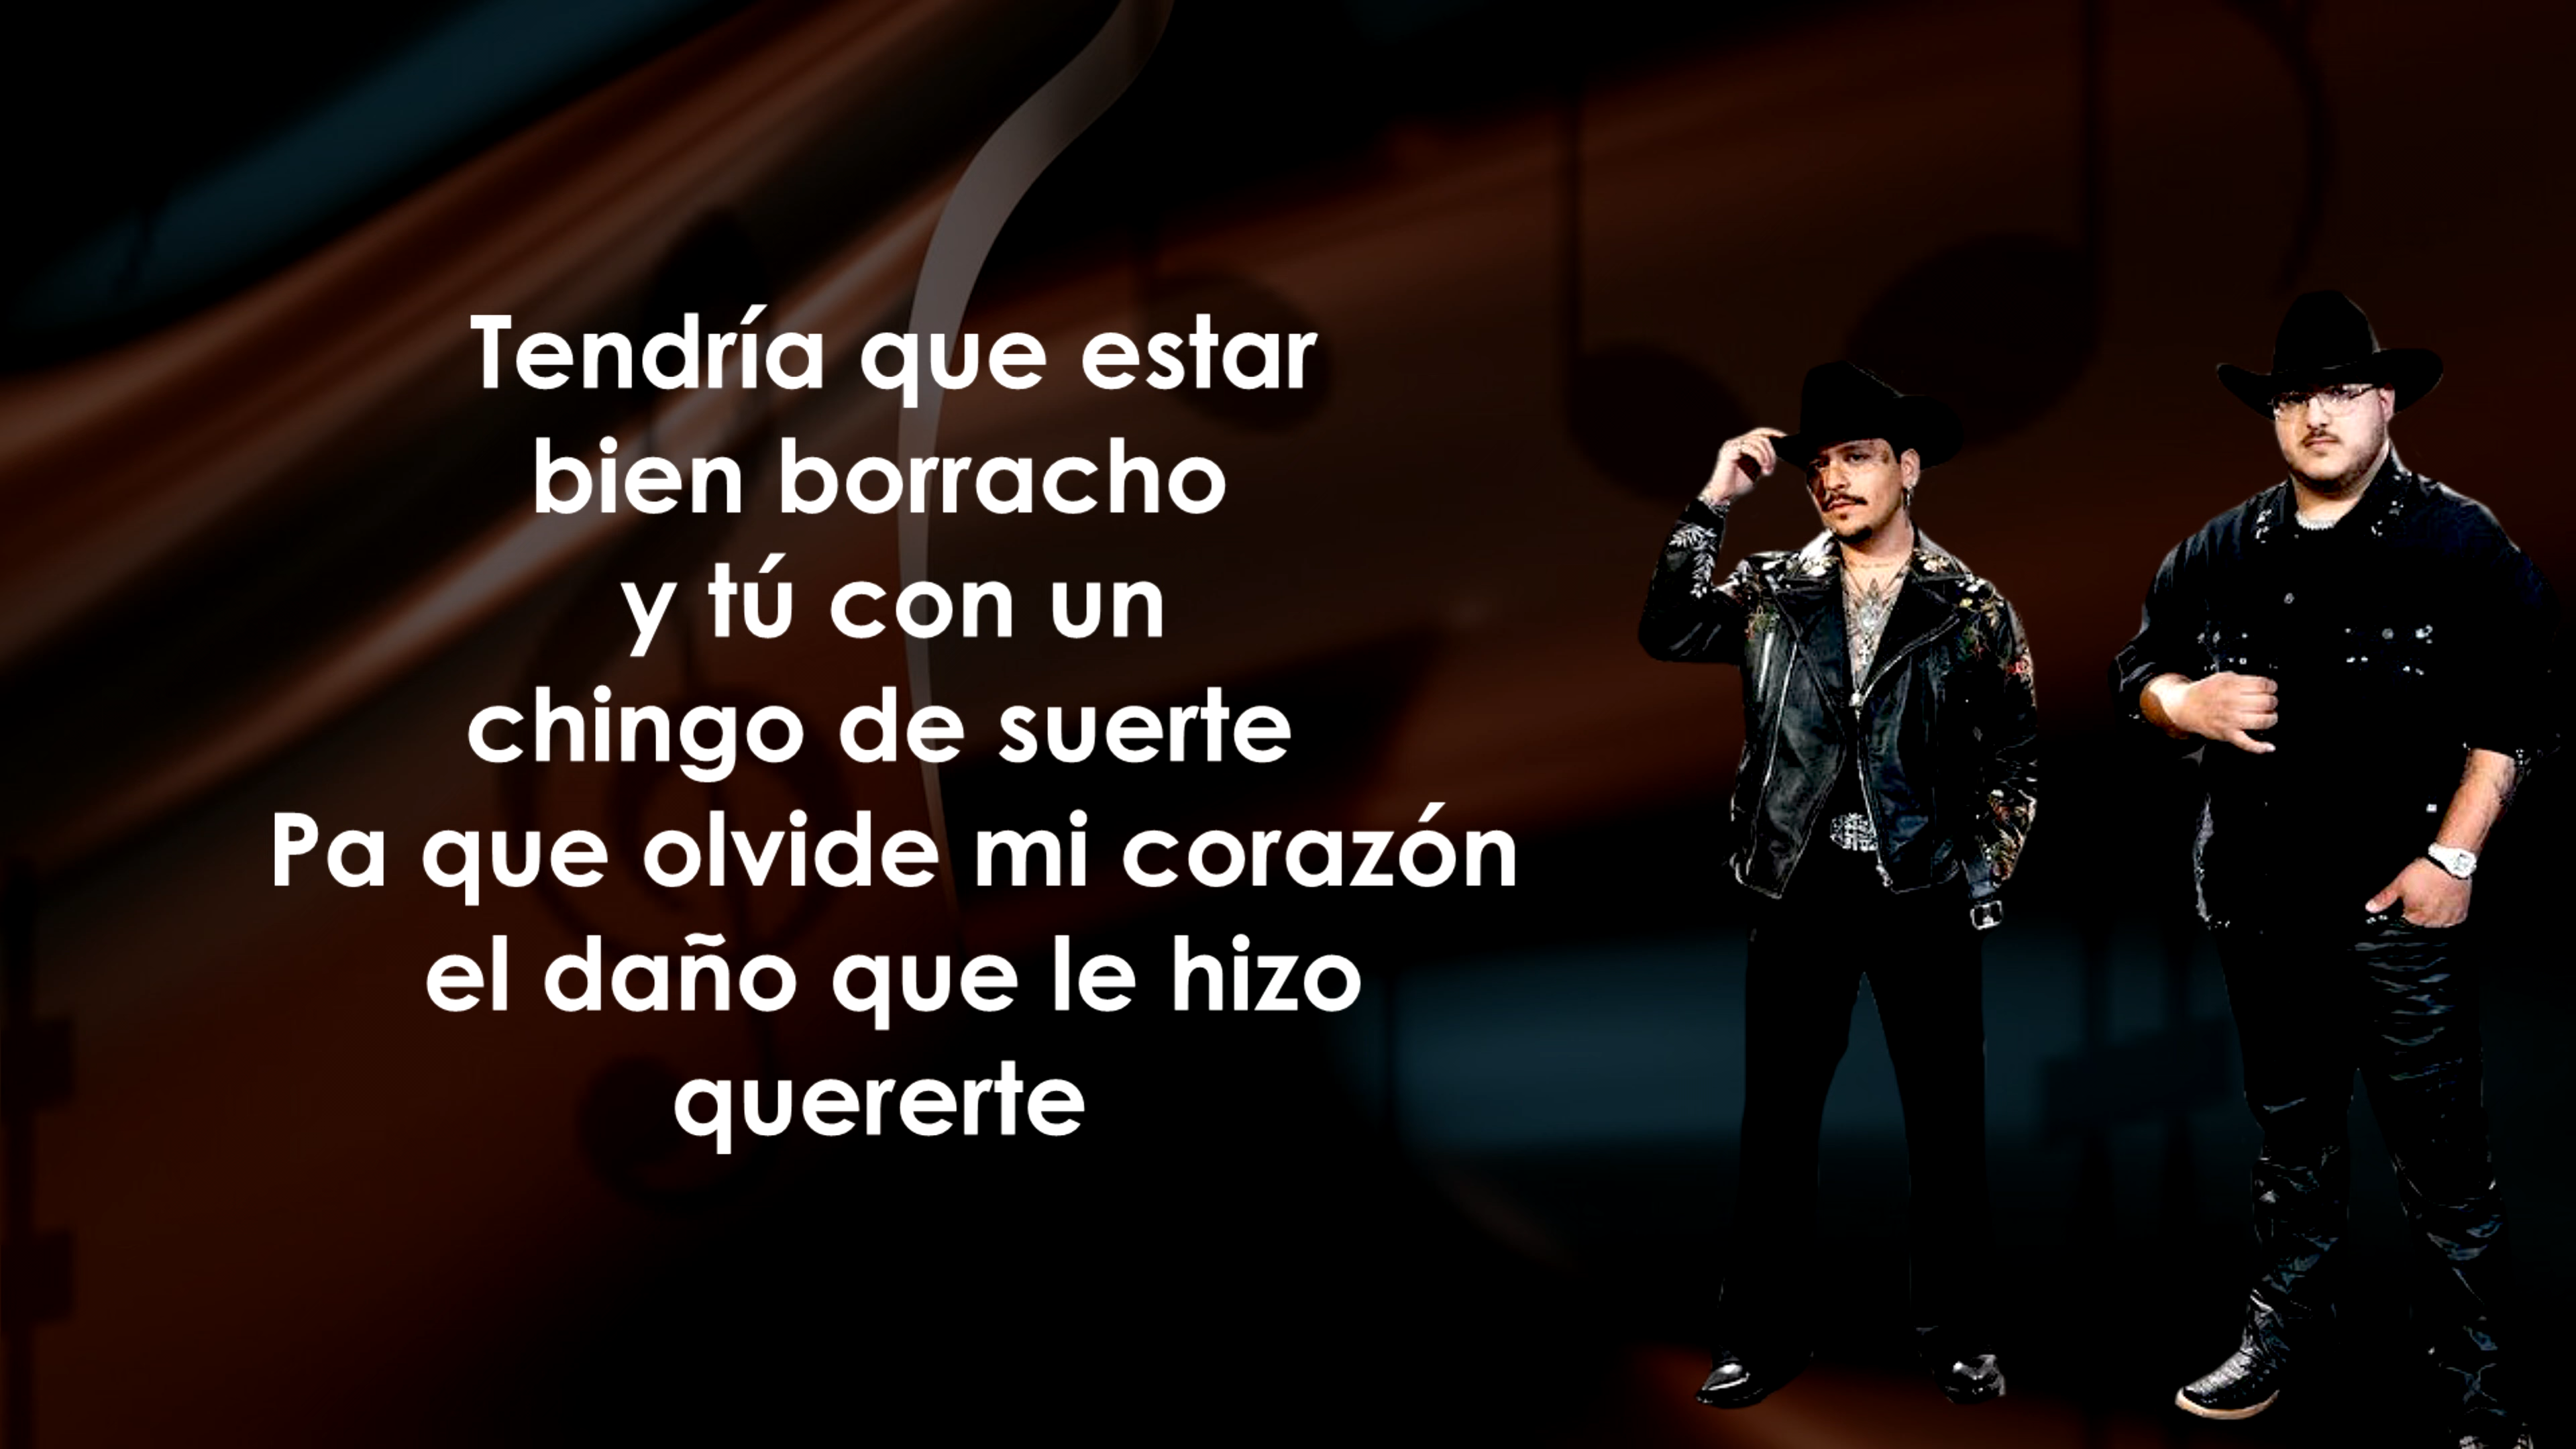 Tendría que estar
bien borracho
y tú con un
chingo de suerte
Pa que olvide mi corazón
el daño que le hizo
quererte